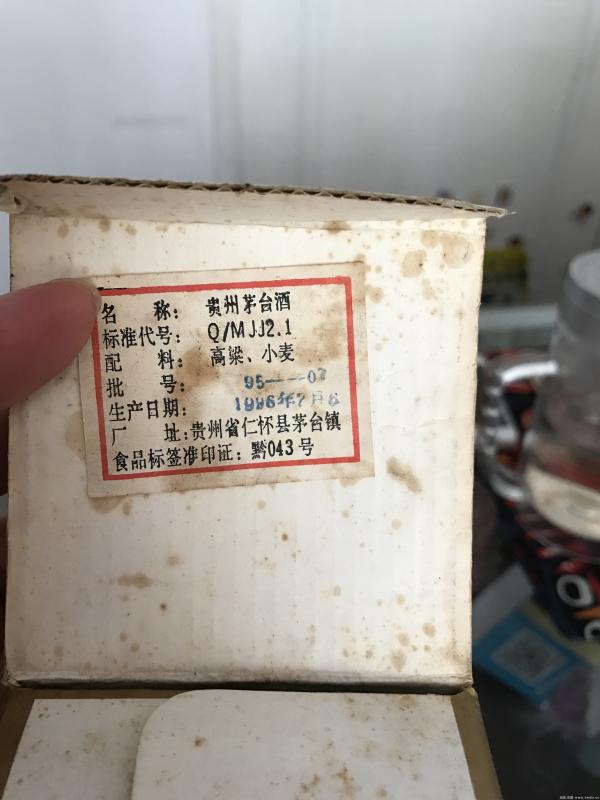 名 称: 贵州茅台酒
标准代号: Q/MJJ2.1
配 料: 高粱、小麦
批 号: 95——07
生产日期: 1996年2月6
厂 址:贵州省仁怀县茅台镇
食品标签准印证: 黔043号